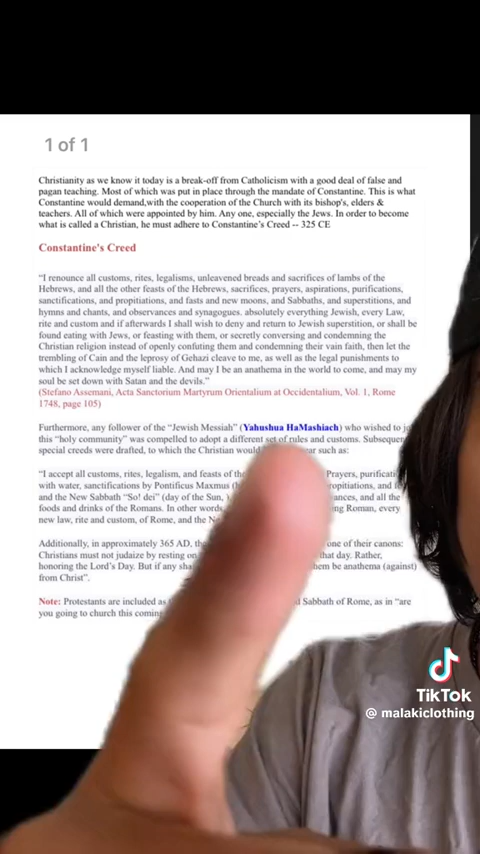 1 of 1
Christianity as we know it today is a break-off from Catholicism with a good deal of false and
pagan teaching. Most of which was put in place through the mandate of Constantine. This is what
Constantine would demand,with the cooperation of the Church with its bishop's, elders &
teachers. All of which were appointed by him. Any one, especially the Jews. In order to become
what is called a Christian, he must adhere to Constantine's Creed -- 325 CE
Constantine's Creed
“I renounce all customs, rites, legalisms, unleavened breads and sacrifices of lambs of the
Hebrews, and all the other feasts of the Hebrews, sacrifices, prayers, aspirations, purifications,
sanctifications, and propitiations, and fasts and new moons, and Sabbaths, and superstitions, and
hymns and chants, and observances and synagogues. absolutely everything Jewish, every Law,
rite and custom and if afterwards I shall wish to deny and return to Jewish superstition, or shall be
found eating with Jews, or feasting with them, or secretly conversing and condemning the
Christian religion instead of openly confuting them and condemning their vain faith, then let the
trembling of Cain and the leprosy of Gehazi cleave to me, as well as the legal punishments to
which I acknowledge myself liable. And may I be an anathema in the world to come, and may my
soul be set down with Satan and the devils.”
(Stefano Assemani, Acta Sanctorium Martyrum Orientalium at Occidentalium, Vol. 1, Rome
1748, page 105)
Furthermore, any follower of the “Jewish Messiah” (Yahushua HaMashiach) who wished to
this “holy community” was compelled to adopt a different set of rules and customs.
special creeds were drafted, to which the Christian would such as:
“I accept all customs, rites, legalism, and feasts of the Prayers,
with water, sanctifications by Pontificus Maxmus
and the New Sabbath “So! dei” (day of the Sun, ) and all the
foods and drinks of the Romans. In other words Roman, every
new law, rite and custom, of Rome, and the
Additionally, in approximately 365 AD, one of their canons:
Christians must not judaize by resting on that day. Rather,
honoring the Lord's Day. But if any be anathema (against)
from Christ”.
Note: Protestants are included as Sabbath of Rome, as in “are
you going to church this
TikTok
@ malakiclothing